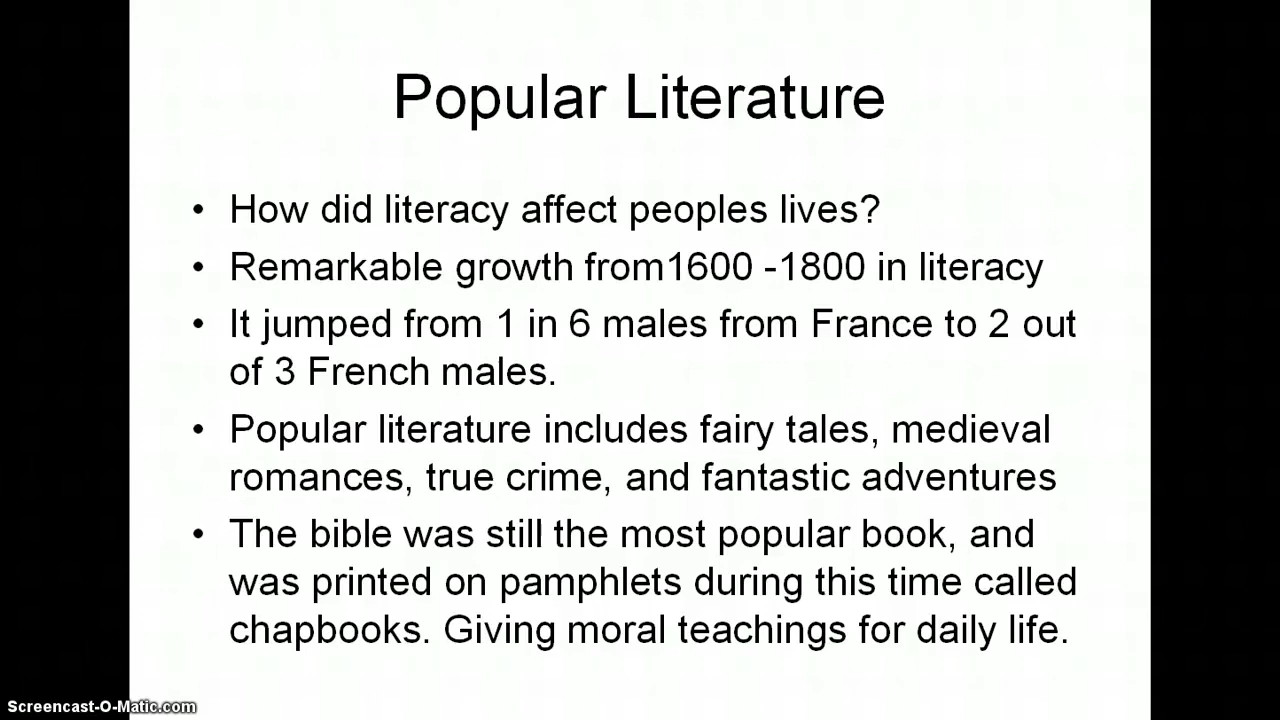 Popular Literature
• How did literacy affect peoples lives?
• Remarkable growth from1600 -1800 in literacy
• It jumped from 1 in 6 males from France to 2 out
of 3 French males.
• Popular literature includes fairy tales, medieval
romances, true crime, and fantastic adventures
• The bible was still the most popular book, and
was printed on pamphlets during this time called
chapbooks. Giving moral teachings for daily life.
Screencast-O-Matic.com